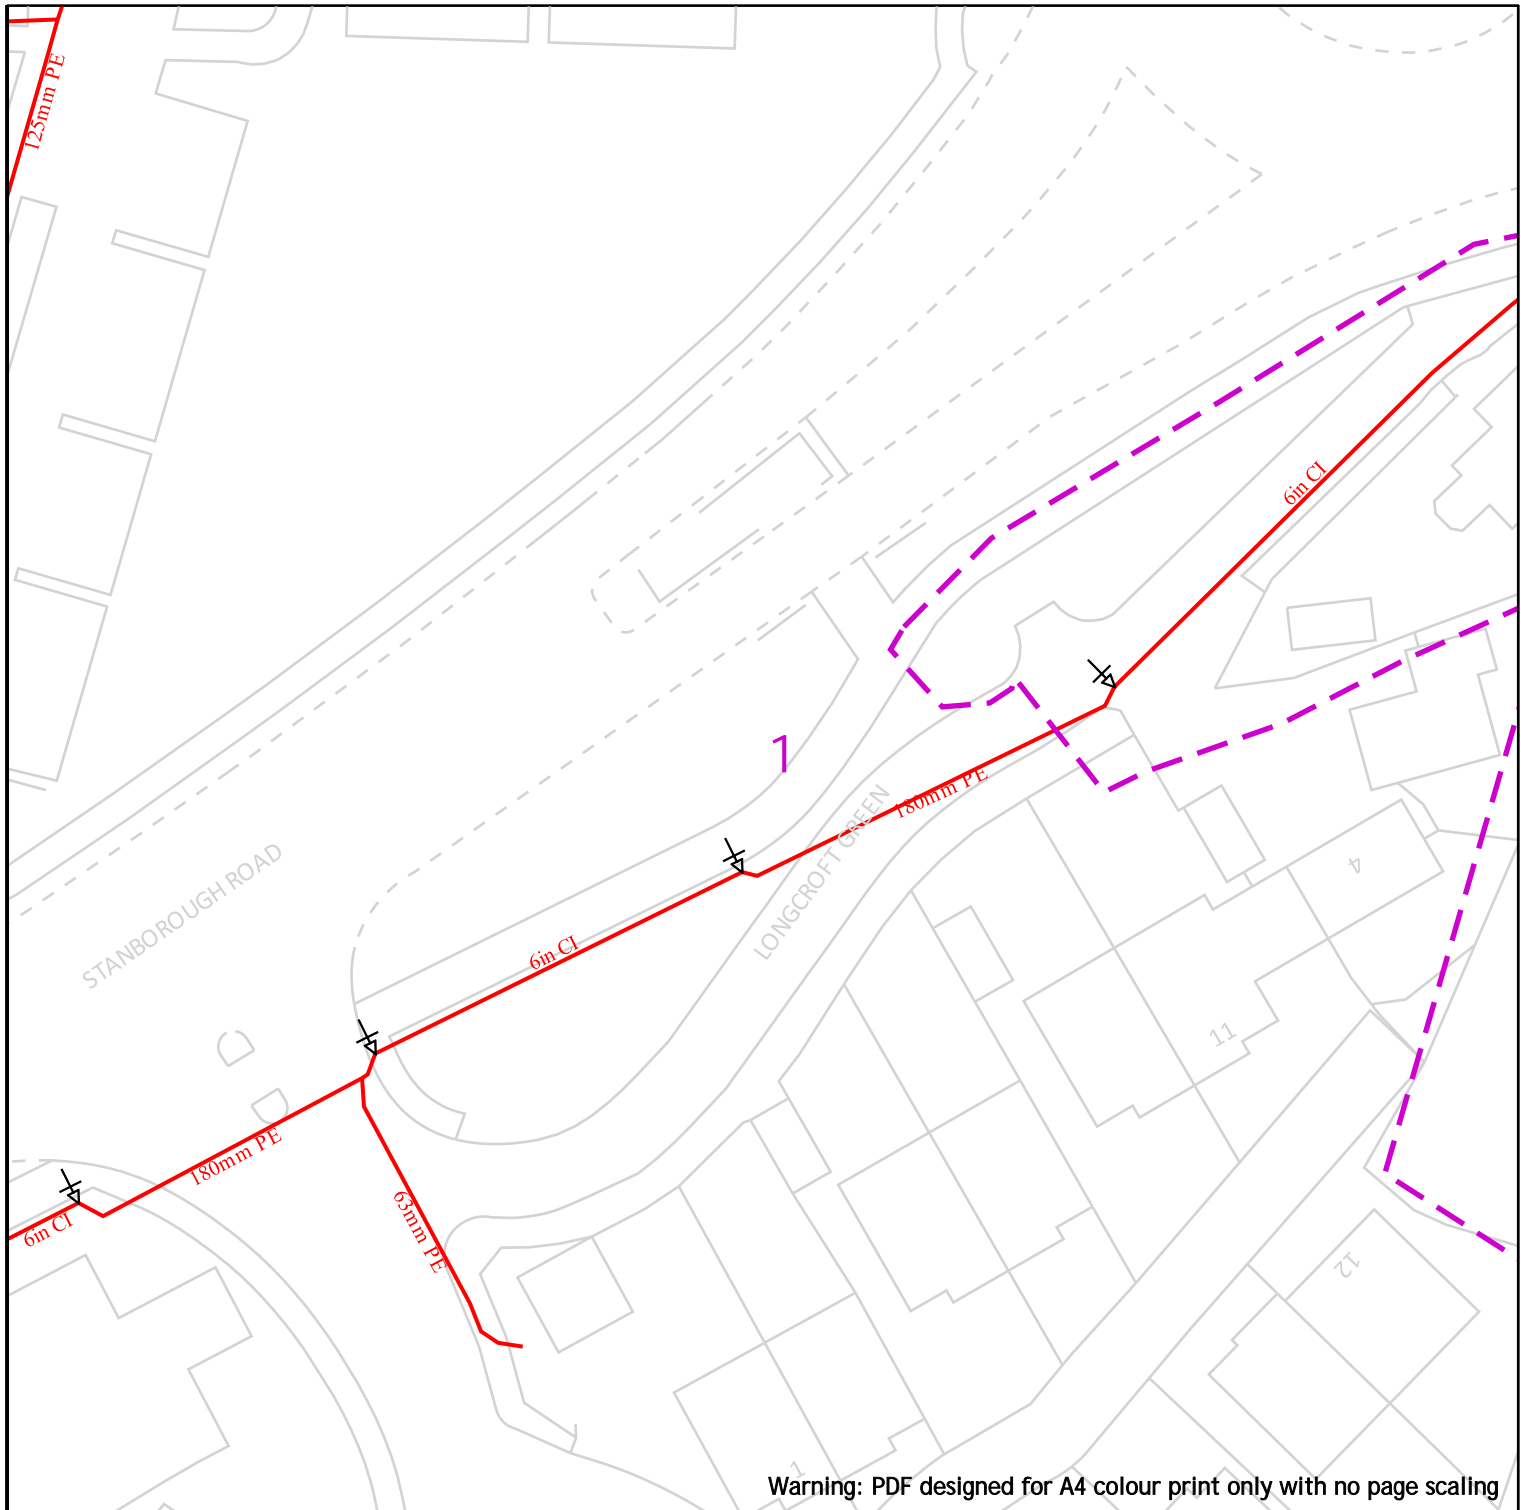 125mm PE
6in CI
1
180mm PE
LONGCROFT GREEN
STANBOROUGH ROAD
4
6in CI
11
180mm PE
63mm PE
6in CI
12
1
Warning: PDF designed for A4 colour print only with no page scaling